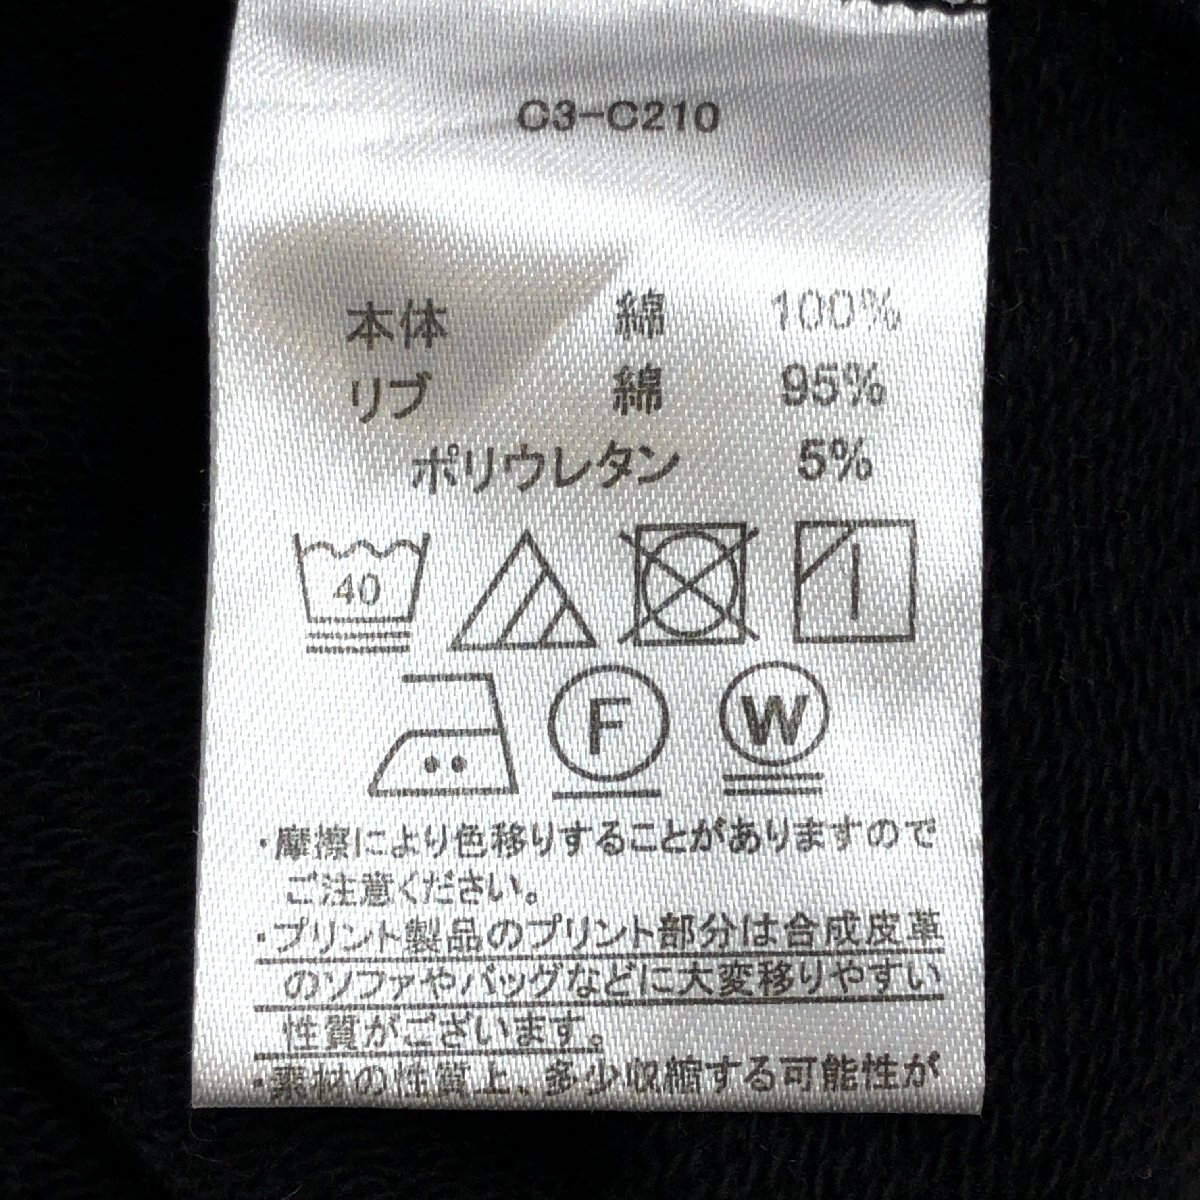 C3-C210
本体 綿 100%
リブ 綿 95%
ポリウレタン 5%
40
F W
・摩擦により色移りすることがありますので
ご注意ください。
・プリント製品のプリント部分は合成皮革
のソファやバッグなどに大変移りやすい
性質がございます。
・素材の性質上、多少収縮する可能性が